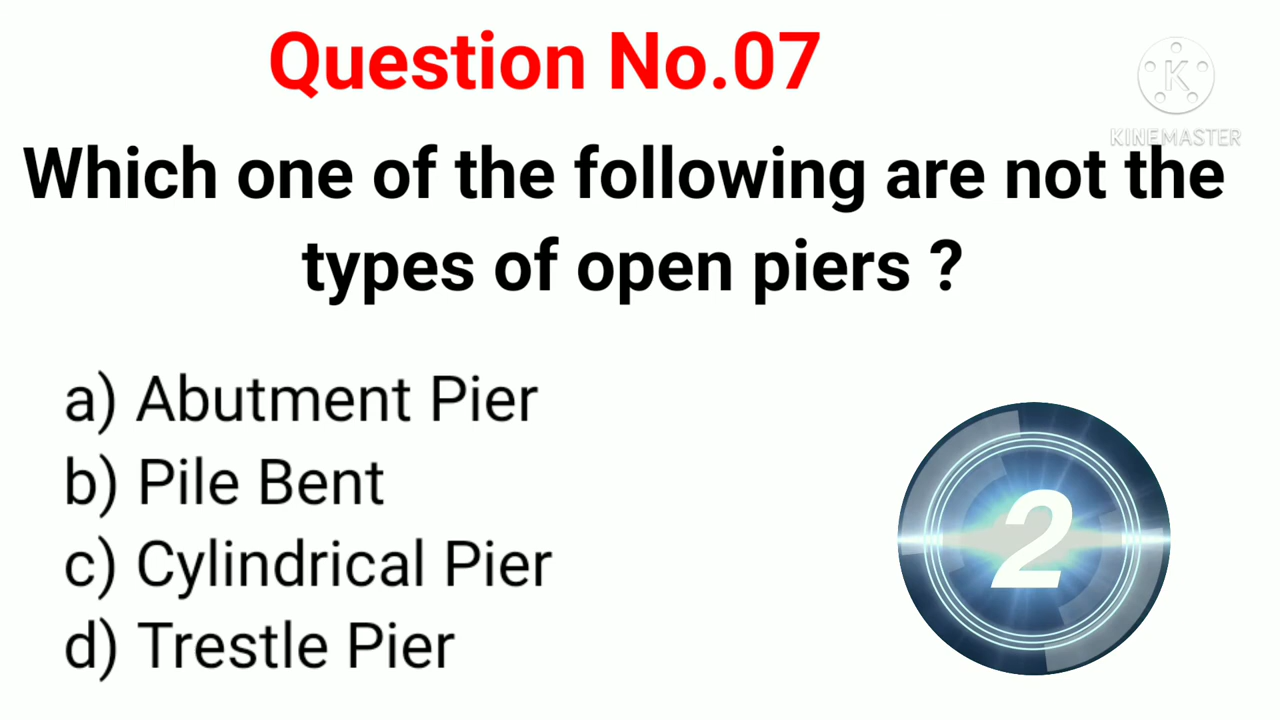 Question No.07
K
KINEMASTER
Which one of the following are not the
types of open piers ?
a) Abutment Pier
b) Pile Bent
c) Cylindrical Pier
d) Trestle Pier
2